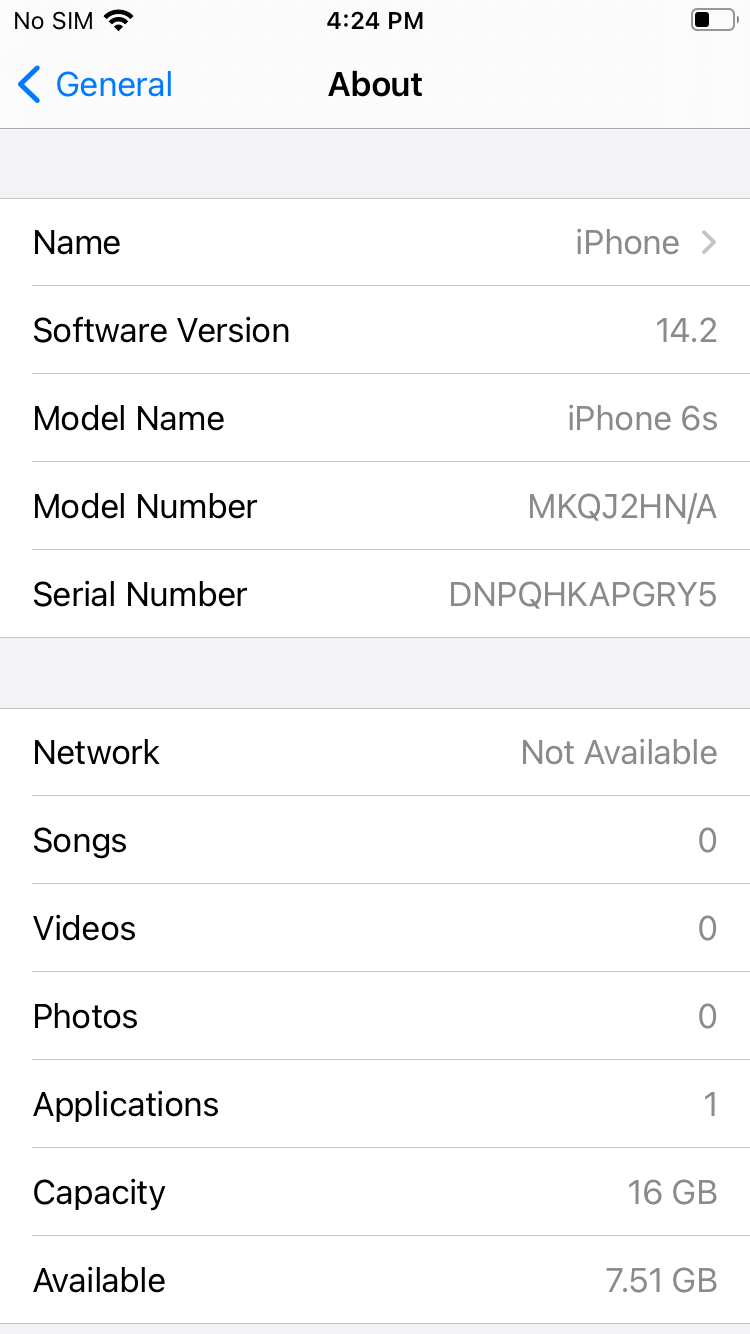 No SIM 4:24 PM
General About
Name iPhone
Software Version 14.2
Model Name iPhone 6s
Model Number MKQJ2HN/A
Serial Number DNPQHKAPGRY5
Network Not Available
Songs 0
Videos 0
Photos 0
Applications 1
Capacity 16 GB
Available 7.51 GB